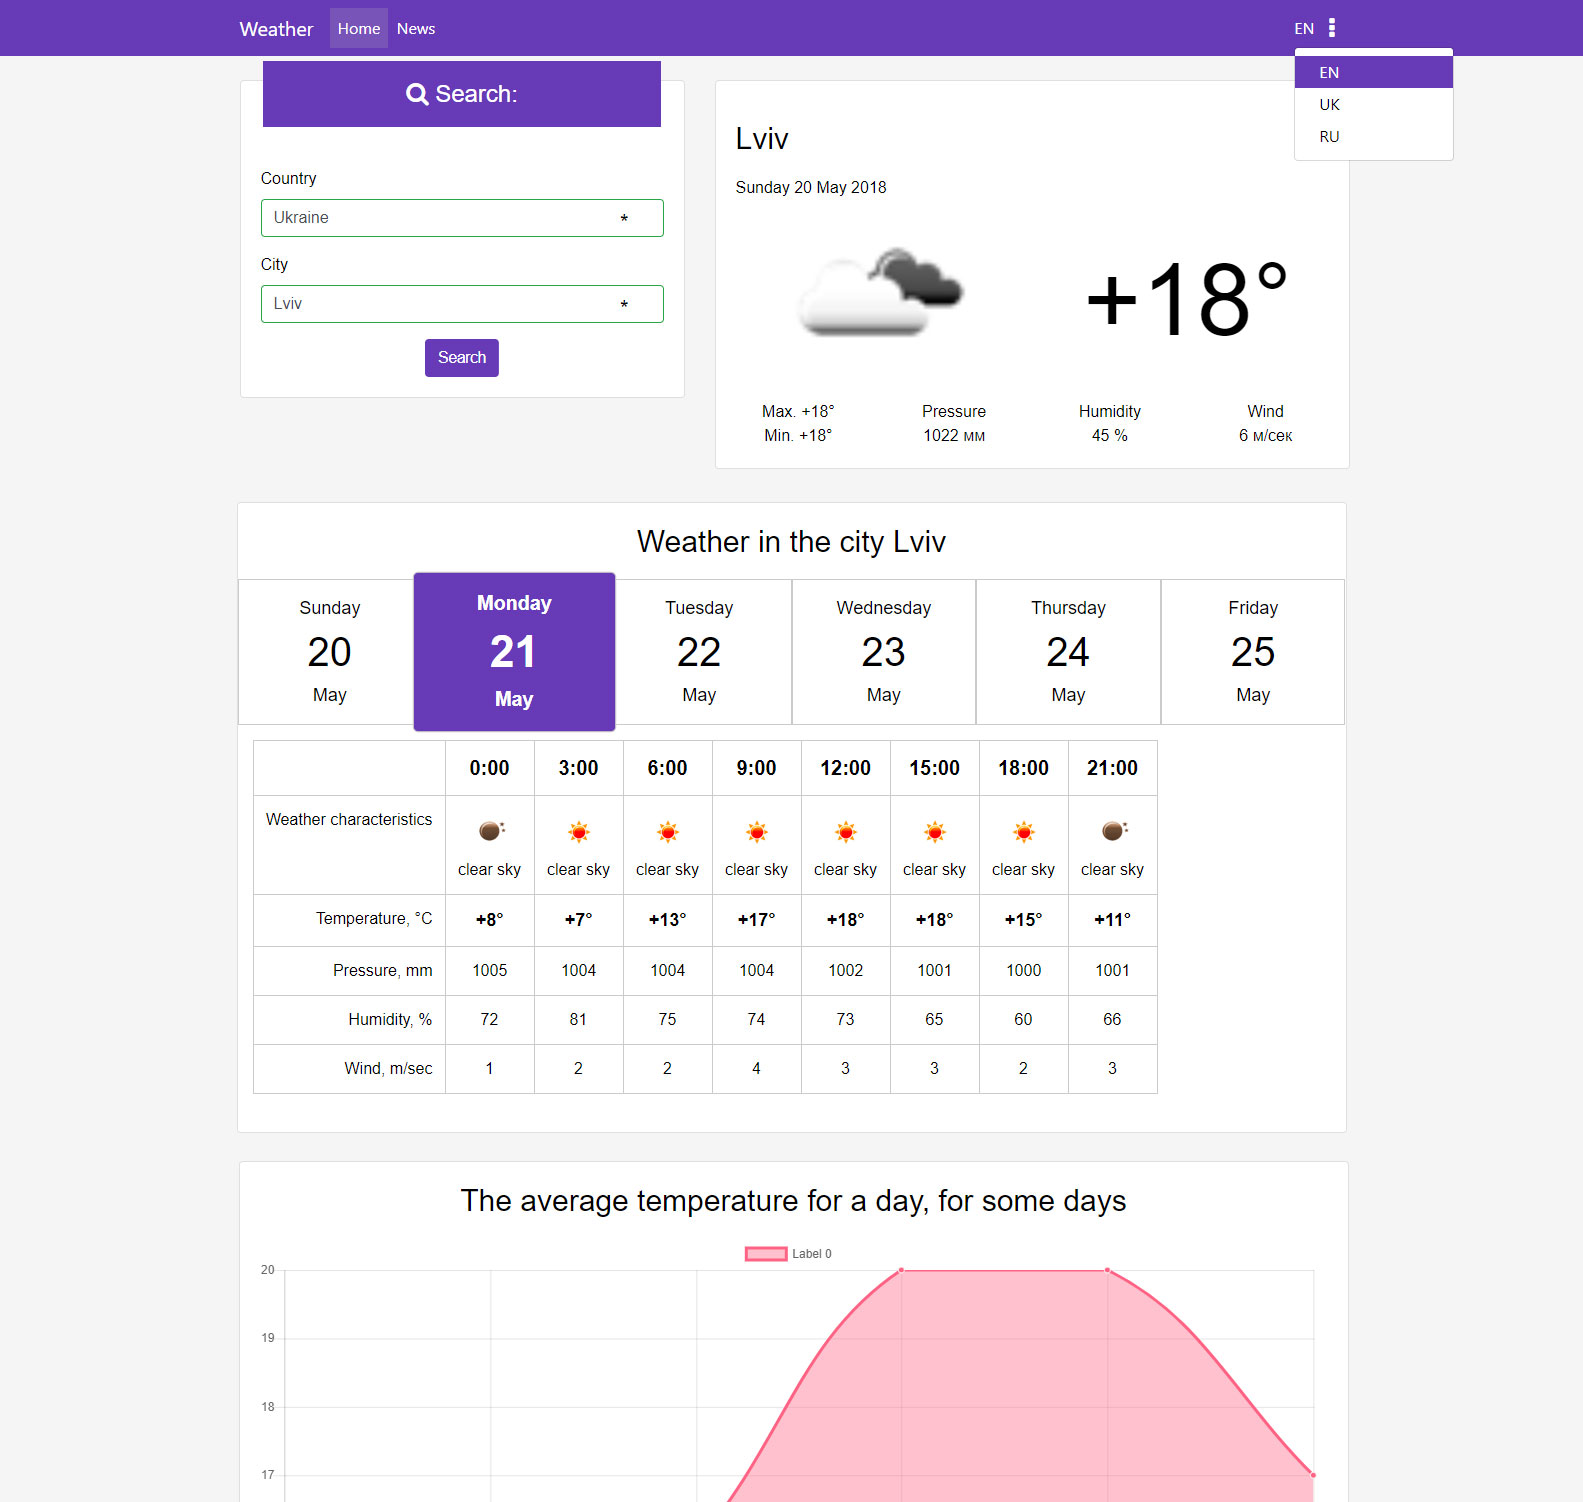 Weather Home News EN
EN
UK
RU
Search:
Country
Ukraine *
City
Lviv *
Search
Lviv
Sunday 20 May 2018
+18°
Max. +18° Pressure Humidity Wind
Min. +18° 1022 мм 45 % 6 м/сек
Weather in the city Lviv
Sunday Monday Tuesday Wednesday Thursday Friday
20 21 22 23 24 25
May May May May May May
0:00 3:00 6:00 9:00 12:00 15:00 18:00 21:00
Weather characteristics
clear sky clear sky clear sky clear sky clear sky clear sky clear sky clear sky
Temperature, °C +8° +7° +13° +17° +18° +18° +15° +11°
Pressure, mm 1005 1004 1004 1004 1002 1001 1000 1001
Humidity, % 72 81 75 74 73 65 60 66
Wind, m/sec 1 2 2 4 3 3 2 3
The average temperature for a day, for some days
Label 0
20
19
18
17